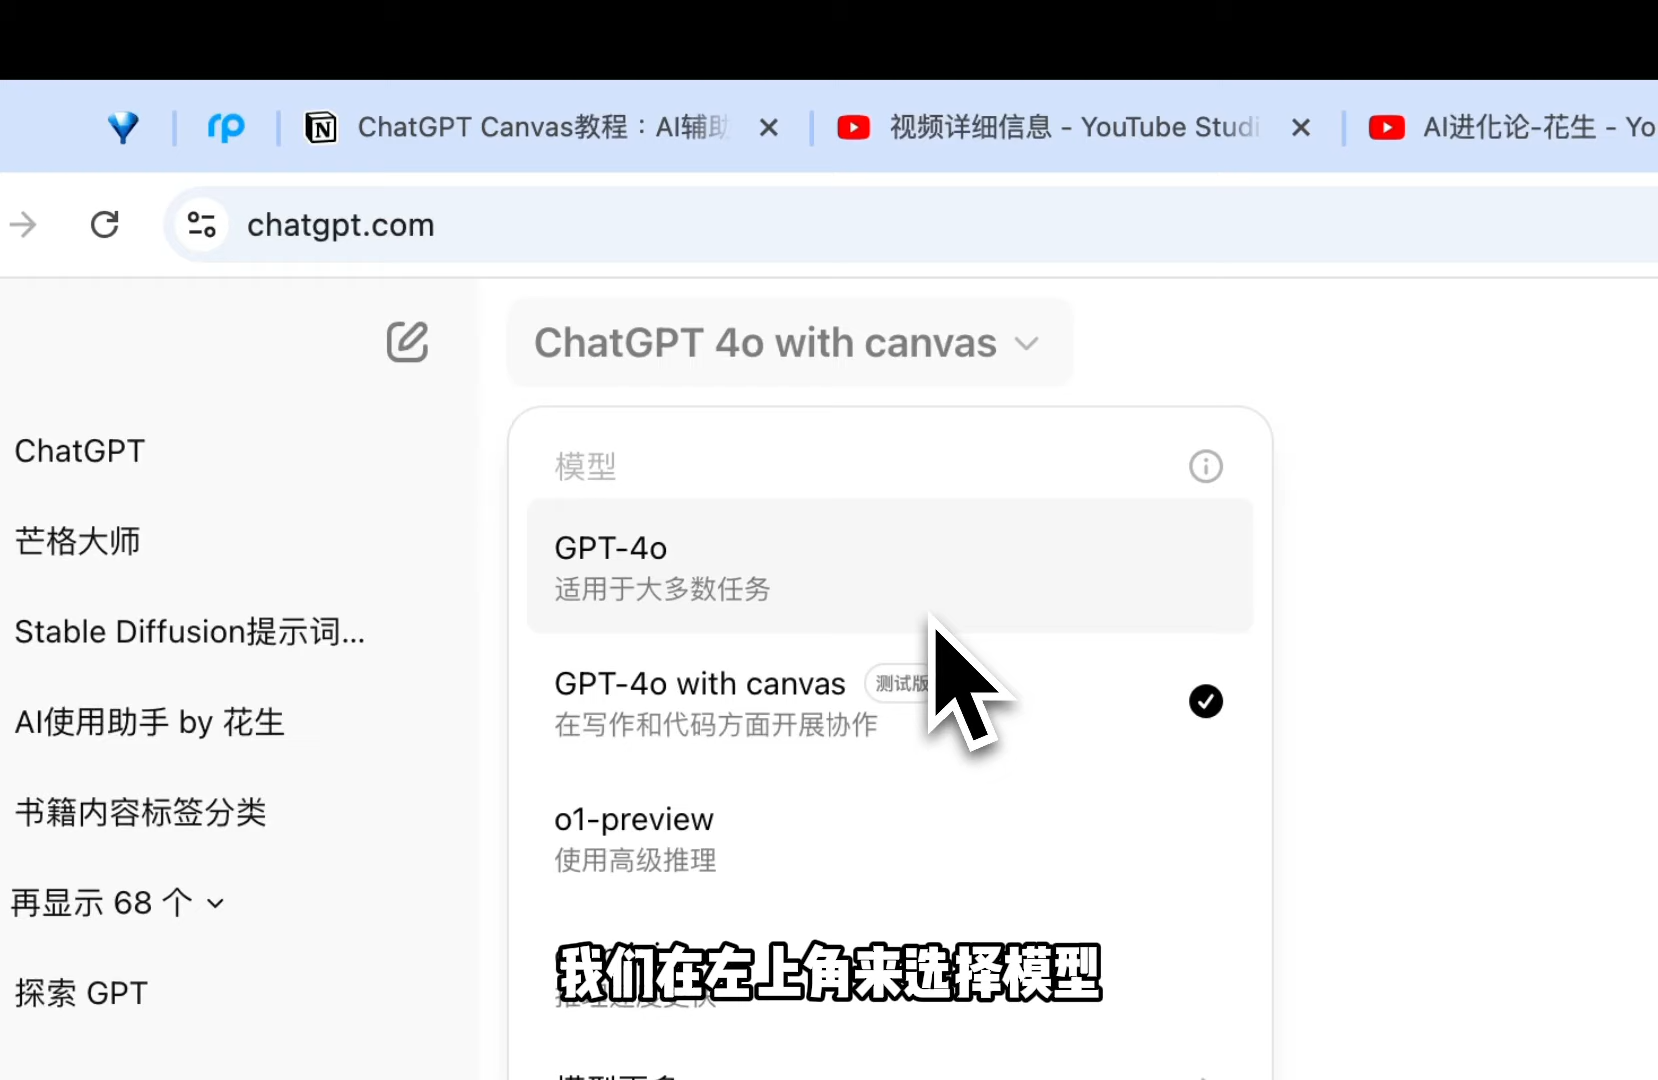 ChatGPT Canvas教程：AI辅助
视频详细信息 - YouTube Studi
AI进化论-花生 - Yo
chatgpt.com
ChatGPT 4o with canvas
ChatGPT
芒格大师
Stable Diffusion提示词...
AI使用助手 by 花生
书籍内容标签分类
再显示 68 个
探索 GPT
模型
GPT-4o
适用于大多数任务
GPT-4o with canvas 测试版
在写作和代码方面开展协作
o1-preview
使用高级推理
我们在左上角来选择模型